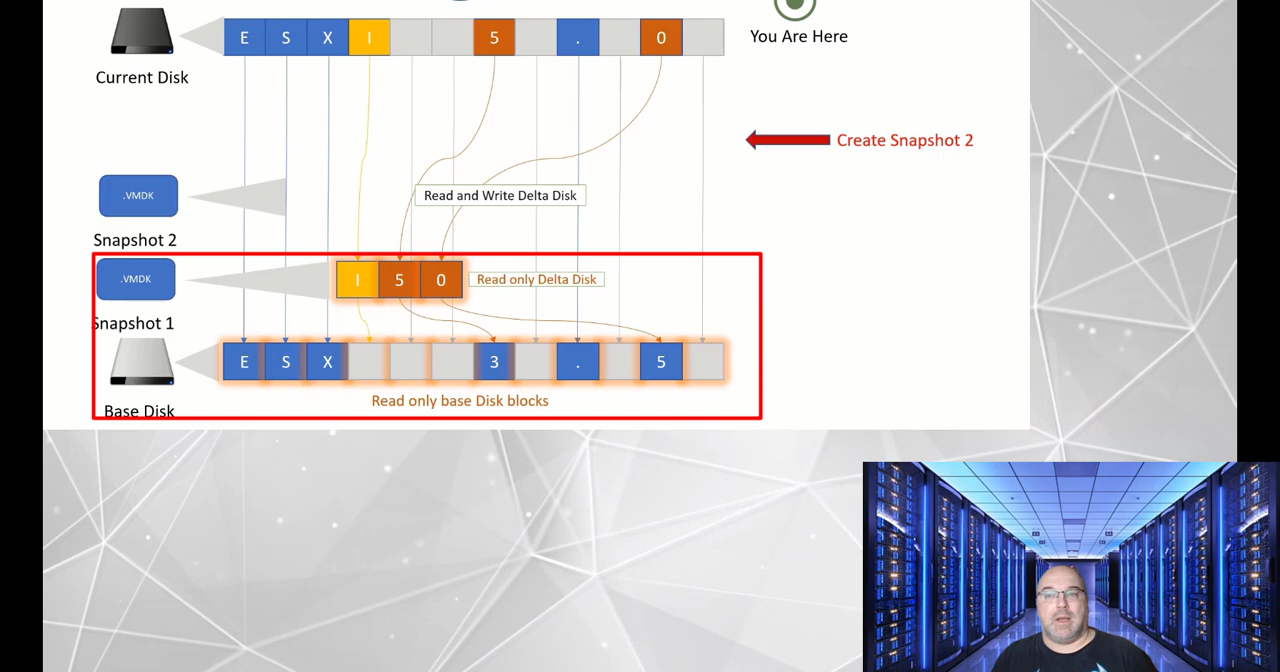 E S X I 5 . 0
You Are Here
Current Disk
Create Snapshot 2
.VMDK
Read and Write Delta Disk
Snapshot 2
.VMDK
I 5 0
Read only Delta Disk
Snapshot 1
E S X 3 . 5
Read only base Disk blocks
Base Disk